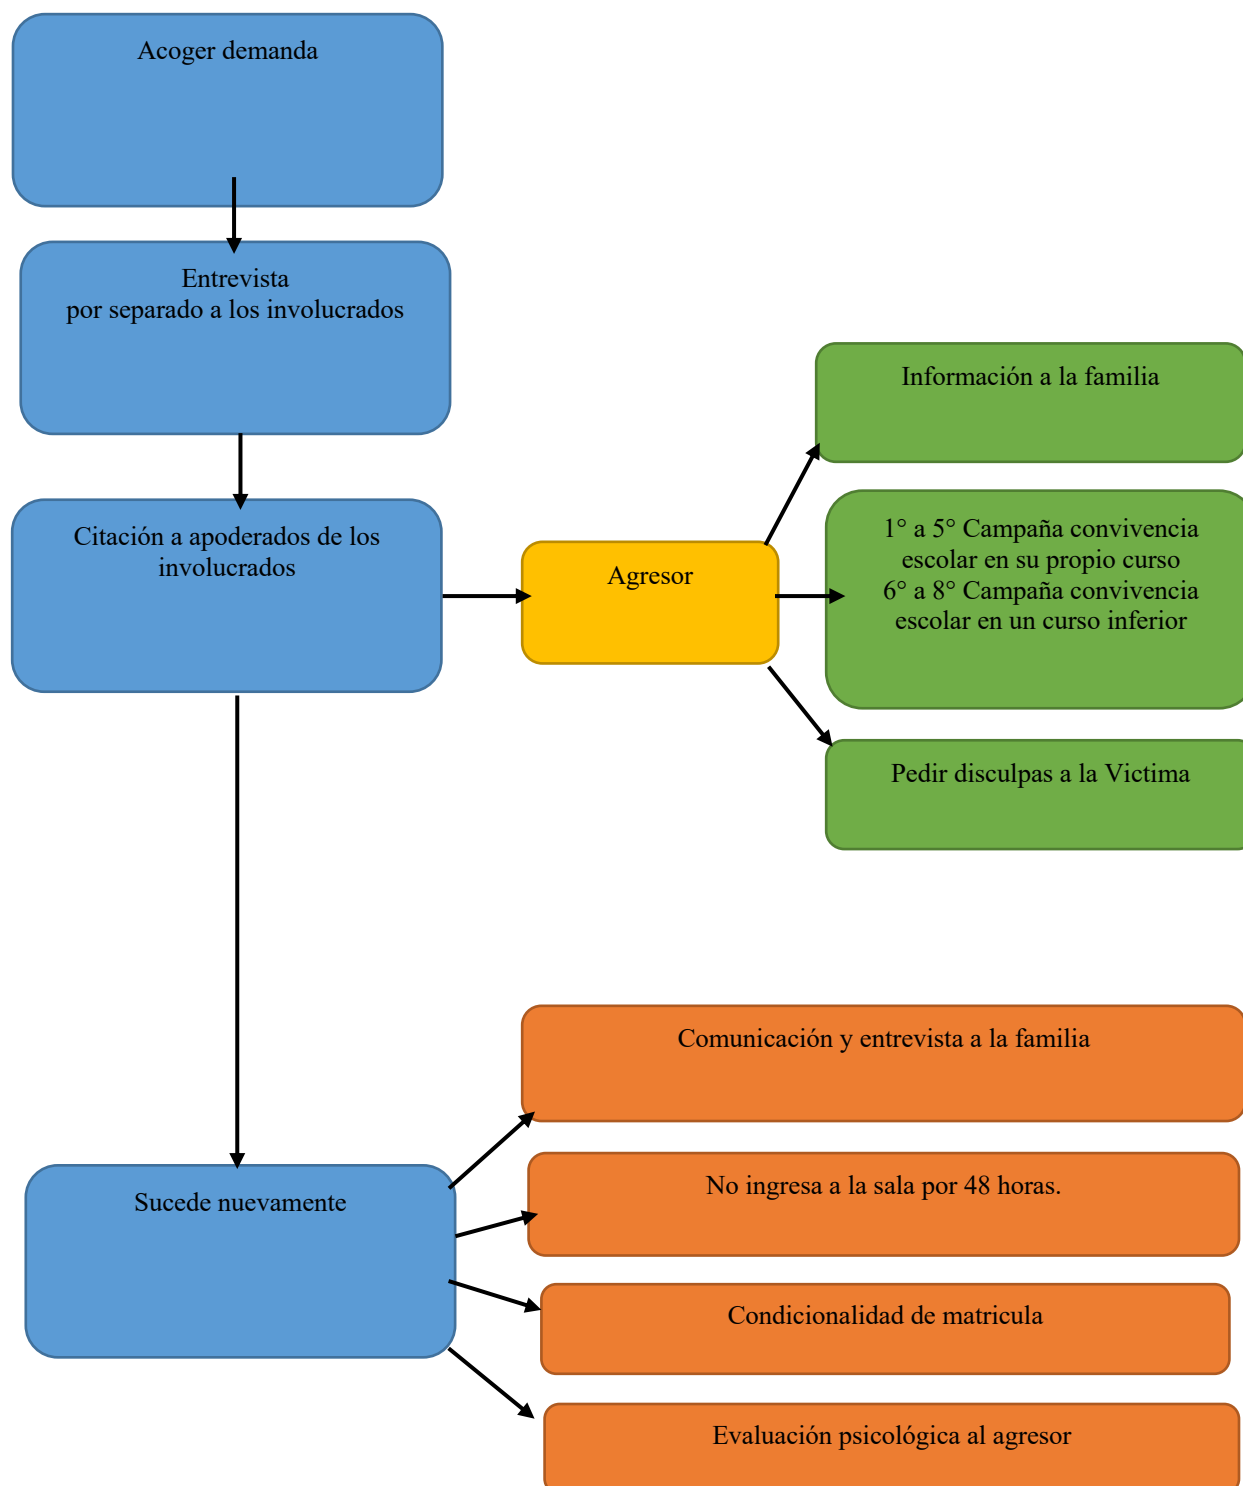 Acoger demanda
Entrevista
por separado a los involucrados
Información a la familia
Citación a apoderados de los
involucrados
Agresor
1° a 5° Campaña convivencia
escolar en su propio curso
6° a 8° Campaña convivencia
escolar en un curso inferior
Pedir disculpas a la Victima
Comunicación y entrevista a la familia
Sucede nuevamente
No ingresa a la sala por 48 horas.
Condicionalidad de matricula
Evaluación psicológica al agresor